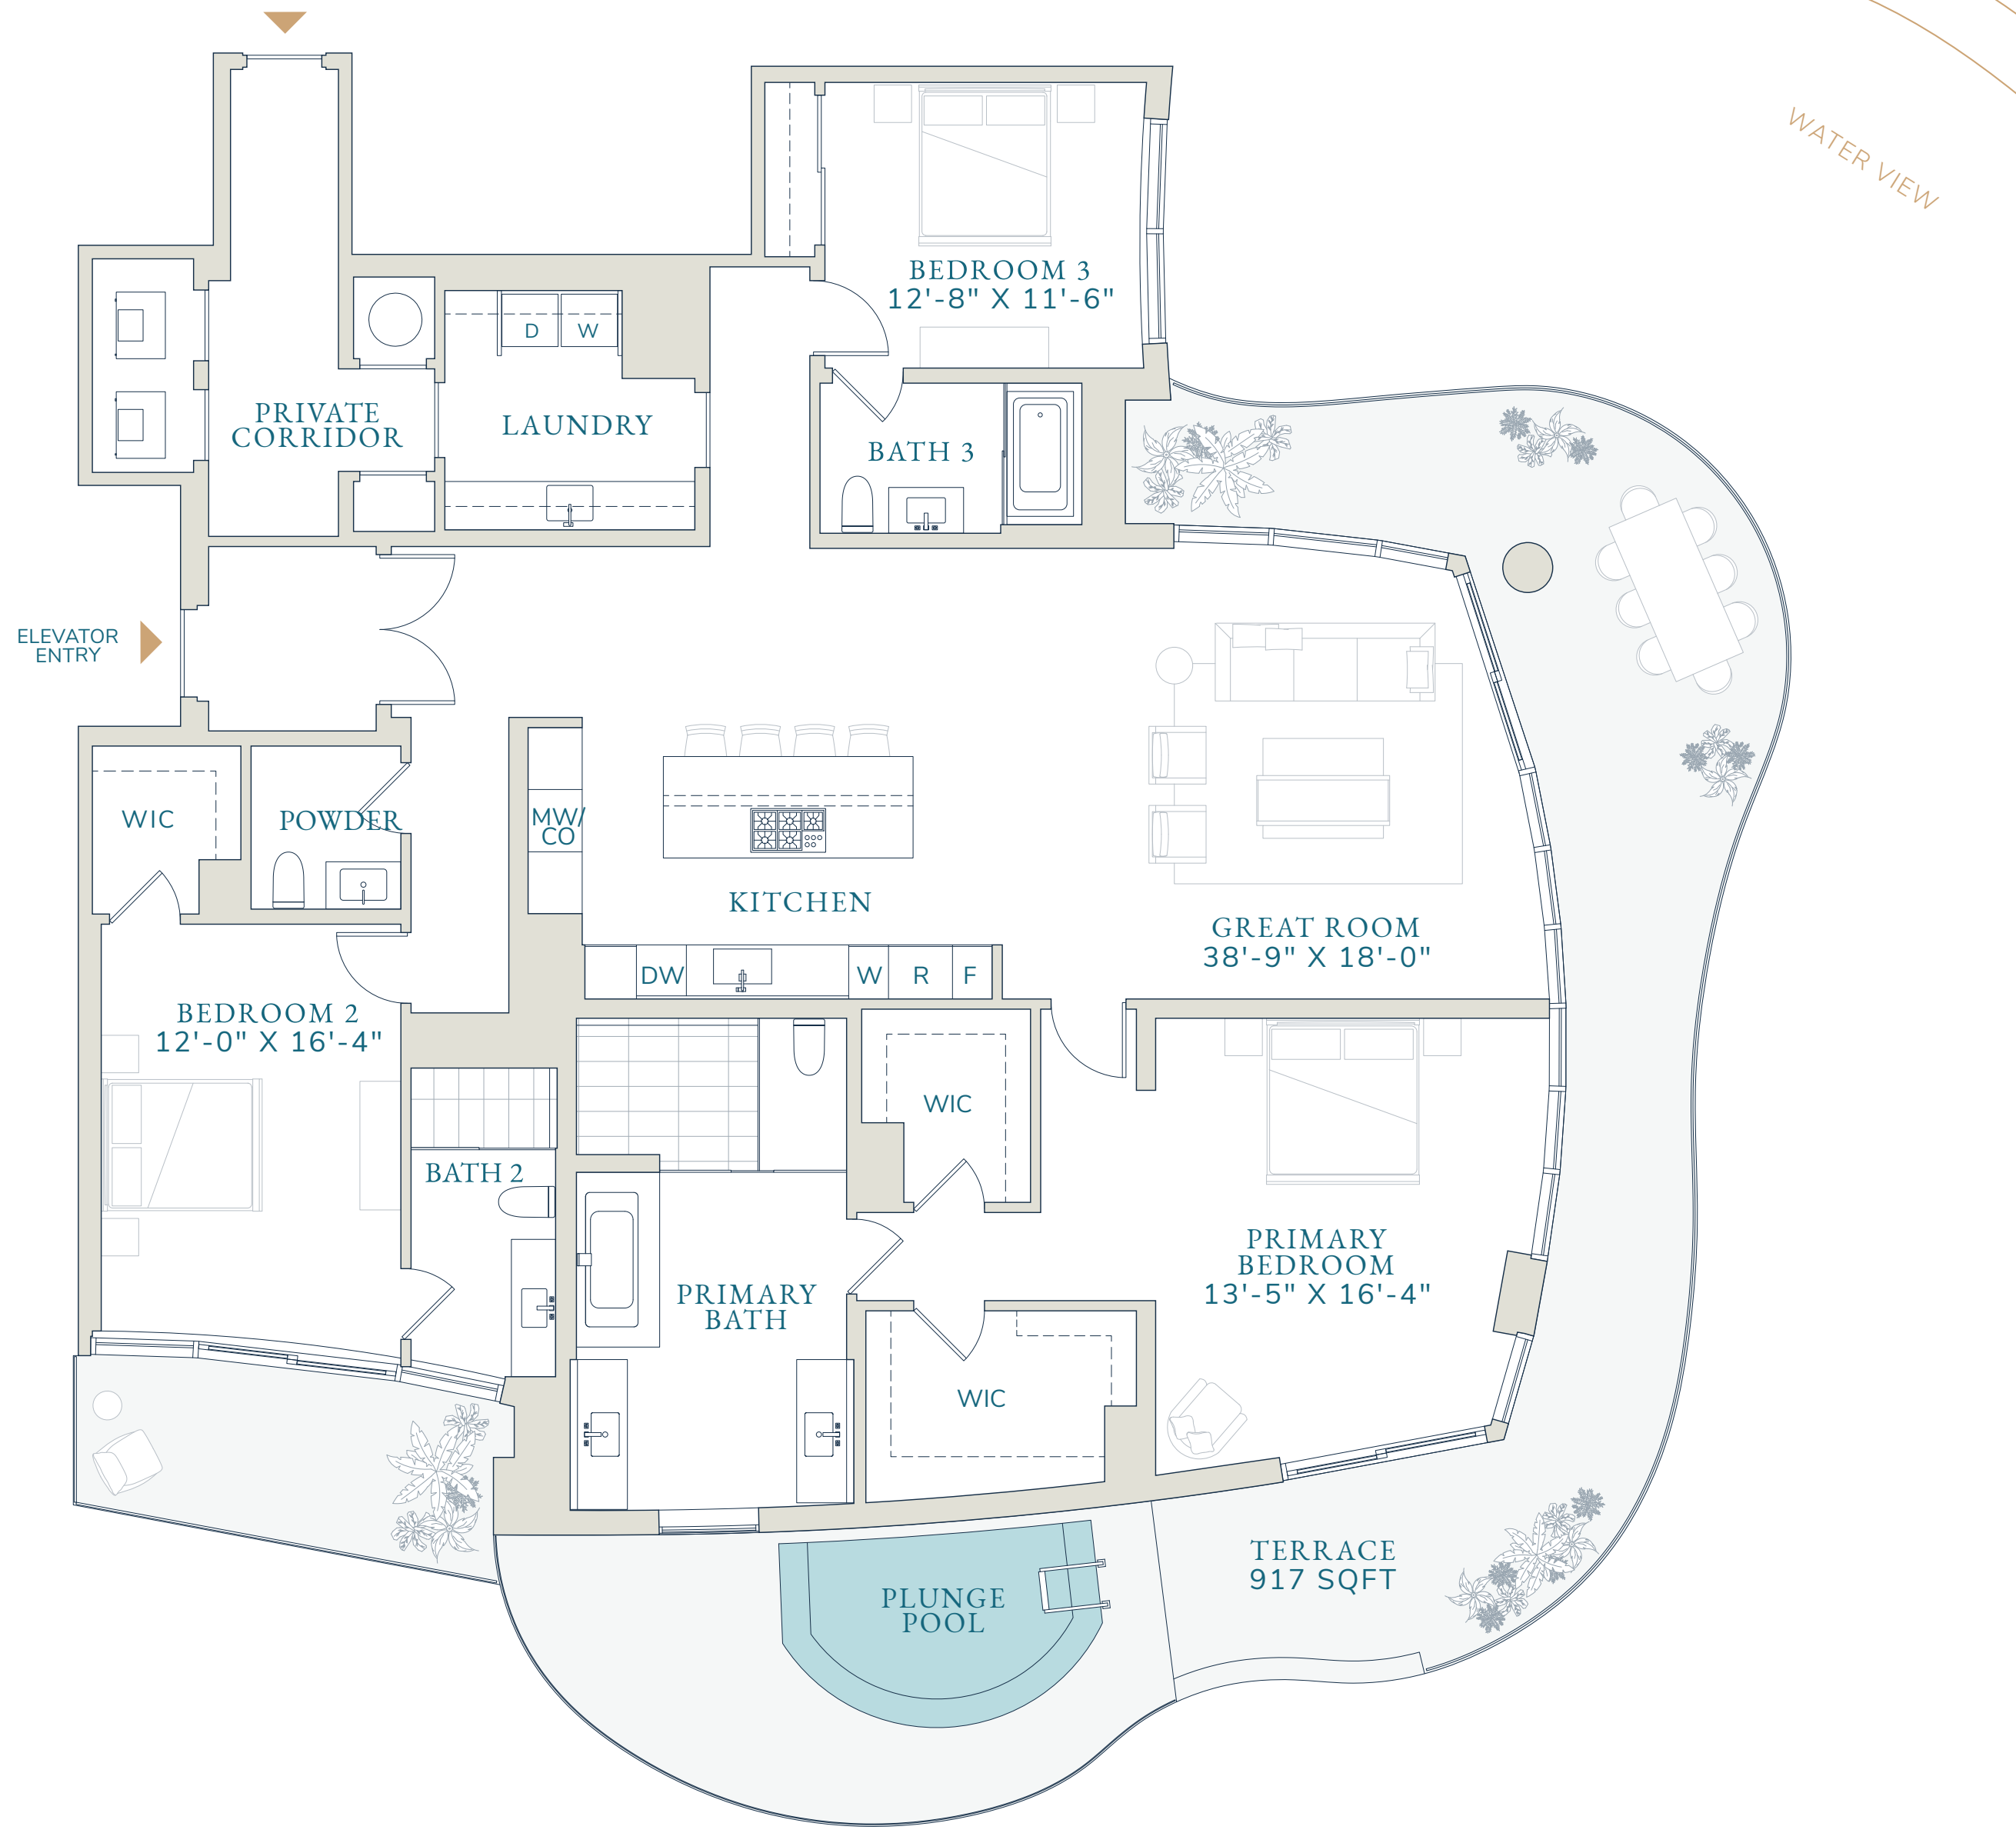 WATER VIEW
BEDROOM 3
12'-8" X 11'-6"
D
W
PRIVATE
CORRIDOR
LAUNDRY
BATH 3
ELEVATOR
ENTRY
WIC
POWDER
MW/
CO
KITCHEN
GREAT ROOM
38'-9" X 18'-0"
DW
W
R
F
BEDROOM 2
12'-0" X 16'-4"
WIC
BATH 2
PRIMARY
BEDROOM
13'-5" X 16'-4"
PRIMARY
BATH
WIC
TERRACE
917 SQFT
PLUNGE
POOL